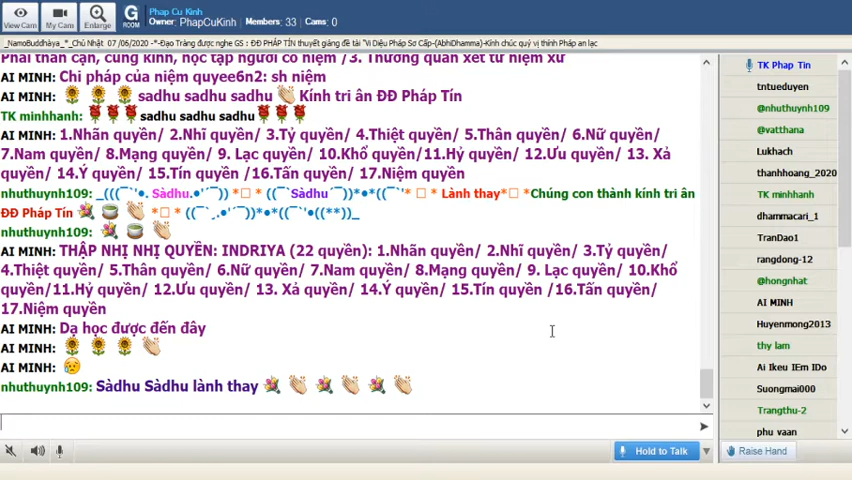 Phap Cu Kinh
Owner: PhapCuKinh Members: 33 Cams: 0
View Cam
My Cam
Enlarge
G
ROOM
_NamoBuddhàya_*_Chủ Nhật 07/06/2020 -*-Đạo Tràng được nghe GS : ĐĐ PHÁP TÍN thuyết giảng đề tài "Vi Diệu Pháp Sơ Cấp-(AbhiDhamma)-Kính chúc quý vị thính Pháp an lạc
Phải thân cận, cung kính, học tập người có niệm /3. Thường quán xét tứ niệm xứ
AI MINH: Chi pháp của niệm quyee6n2: sh niệm
AI MINH: sadhu sadhu sadhu Kính tri ân ĐĐ Pháp Tín
TK minhhanh: sadhu sadhu sadhu
AI MINH: 1.Nhãn quyền/ 2.Nhĩ quyền/ 3.Tỷ quyền/ 4.Thiệt quyền/ 5.Thân quyền/ 6.Nữ quyền/
7.Nam quyền/ 8.Mạng quyền/ 9. Lạc quyền/ 10.Khổ quyền/11.Hỷ quyền/ 12.Ưu quyền/ 13. Xả
quyền/ 14.Ý quyền/ 15.Tín quyền /16.Tấn quyền/ 17.Niệm quyền
nhuthuynh109: _(((¯`'•. Sàdhu.•'´¯)) *□ * ((¯`Sàdhu´¯))*•*((¯`'* □ * Lành thay*□ *Chúng con thành kính tri ân
ĐĐ Pháp Tín *□ * ((¯`¸.•'´¯))*•*((¯`'•((**))_
nhuthuynh109:
AI MINH: THẬP NHỊ NHỊ QUYỀN: INDRIYA (22 quyền): 1.Nhãn quyền/ 2.Nhĩ quyền/ 3.Tỷ quyền/
4.Thiệt quyền/ 5.Thân quyền/ 6.Nữ quyền/ 7.Nam quyền/ 8.Mạng quyền/ 9. Lạc quyền/ 10.Khổ
quyền/11.Hỷ quyền/ 12.Ưu quyền/ 13. Xả quyền/ 14.Ý quyền/ 15.Tín quyền /16.Tấn quyền/
17.Niệm quyền
AI MINH: Dạ học được đến đây
AI MINH:
AI MINH:
nhuthuynh109: Sàdhu Sàdhu lành thay
Hold to Talk
TK Phap Tin
tntueduyen
@nhuthuynh109
@vatthana
Lukhach
thanhhoang_2020
TK minhhanh
dhammacari_1
TranDao1
rangdong-12
@hongnhat
AI MINH
Huyenmong2013
thy lam
Ai Ikeu IEm IDo
Suongmai000
Trangthu-2
phu vaan
Raise Hand